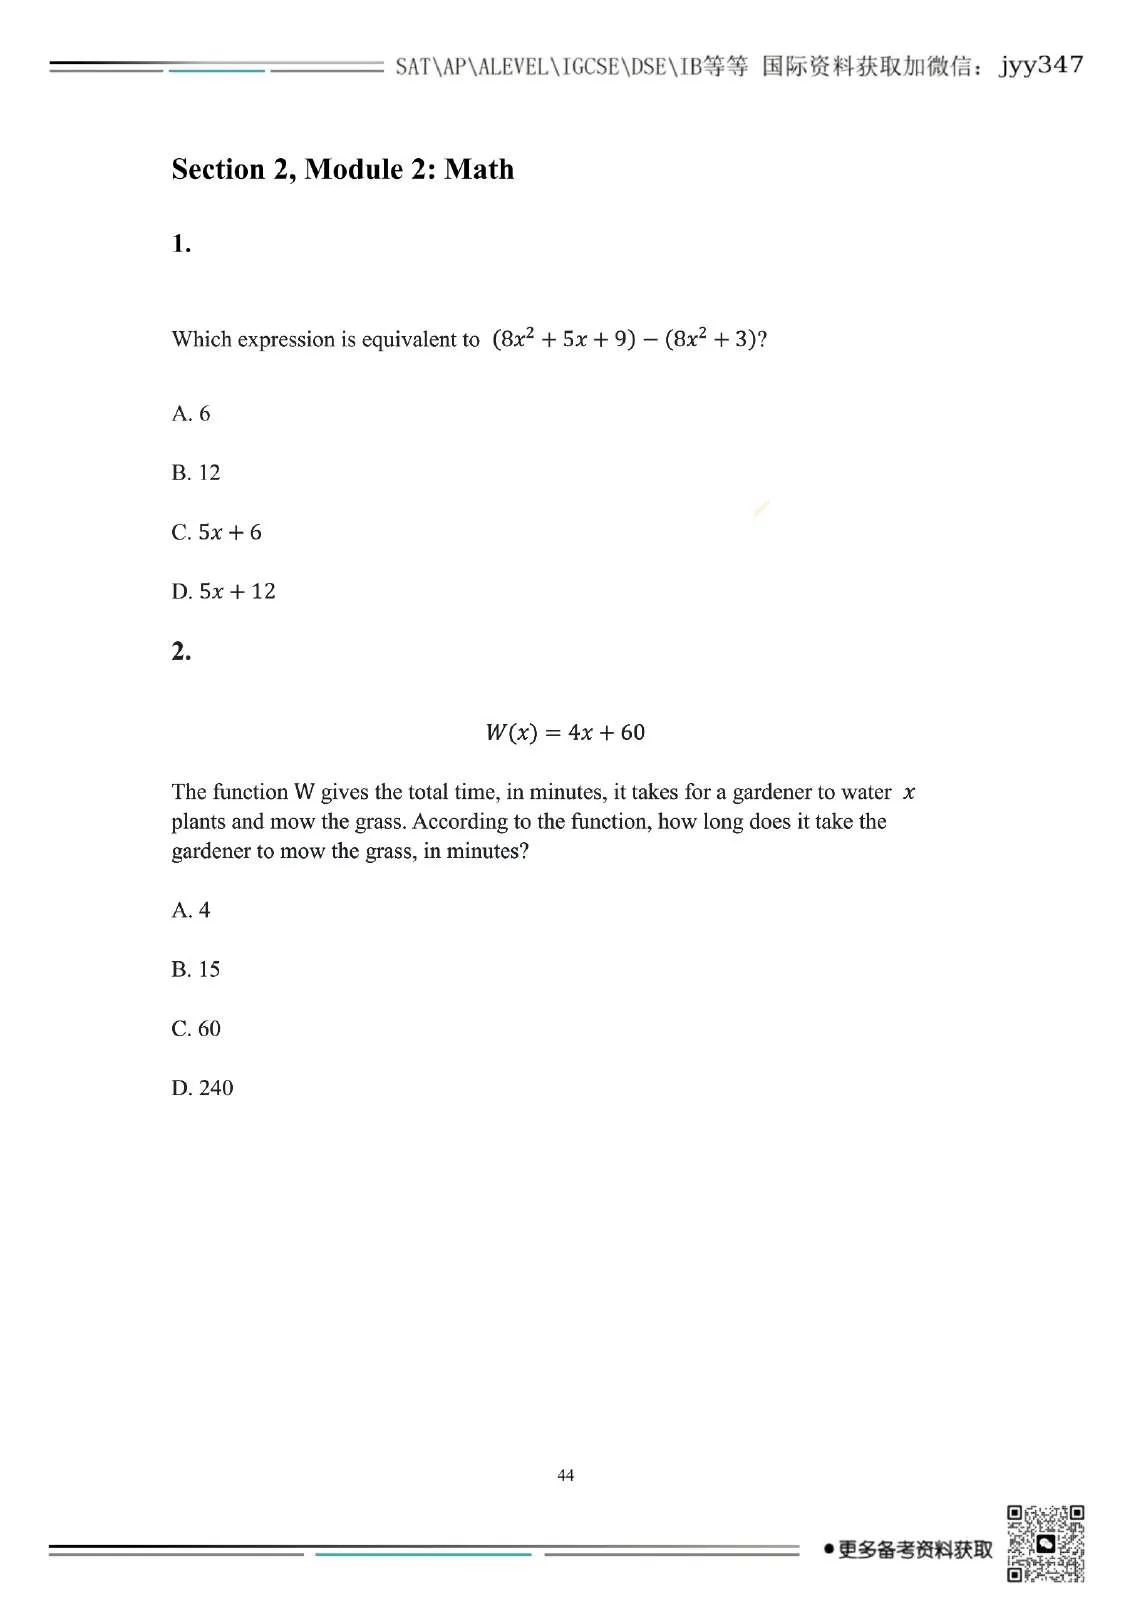 SAT\AP\ALEVEL\IGCSE\DSE\IB等等 国际资料获取加微信: jyy347
Section 2, Module 2: Math
1.
Which expression is equivalent to (8x² + 5x + 9) − (8x² + 3)?
A. 6
B. 12
C. 5x + 6
D. 5x + 12
2.
W(x) = 4x + 60
The function W gives the total time, in minutes, it takes for a gardener to water x
plants and mow the grass. According to the function, how long does it take the
gardener to mow the grass, in minutes?
A. 4
B. 15
C. 60
D. 240
44
●更多备考资料获取